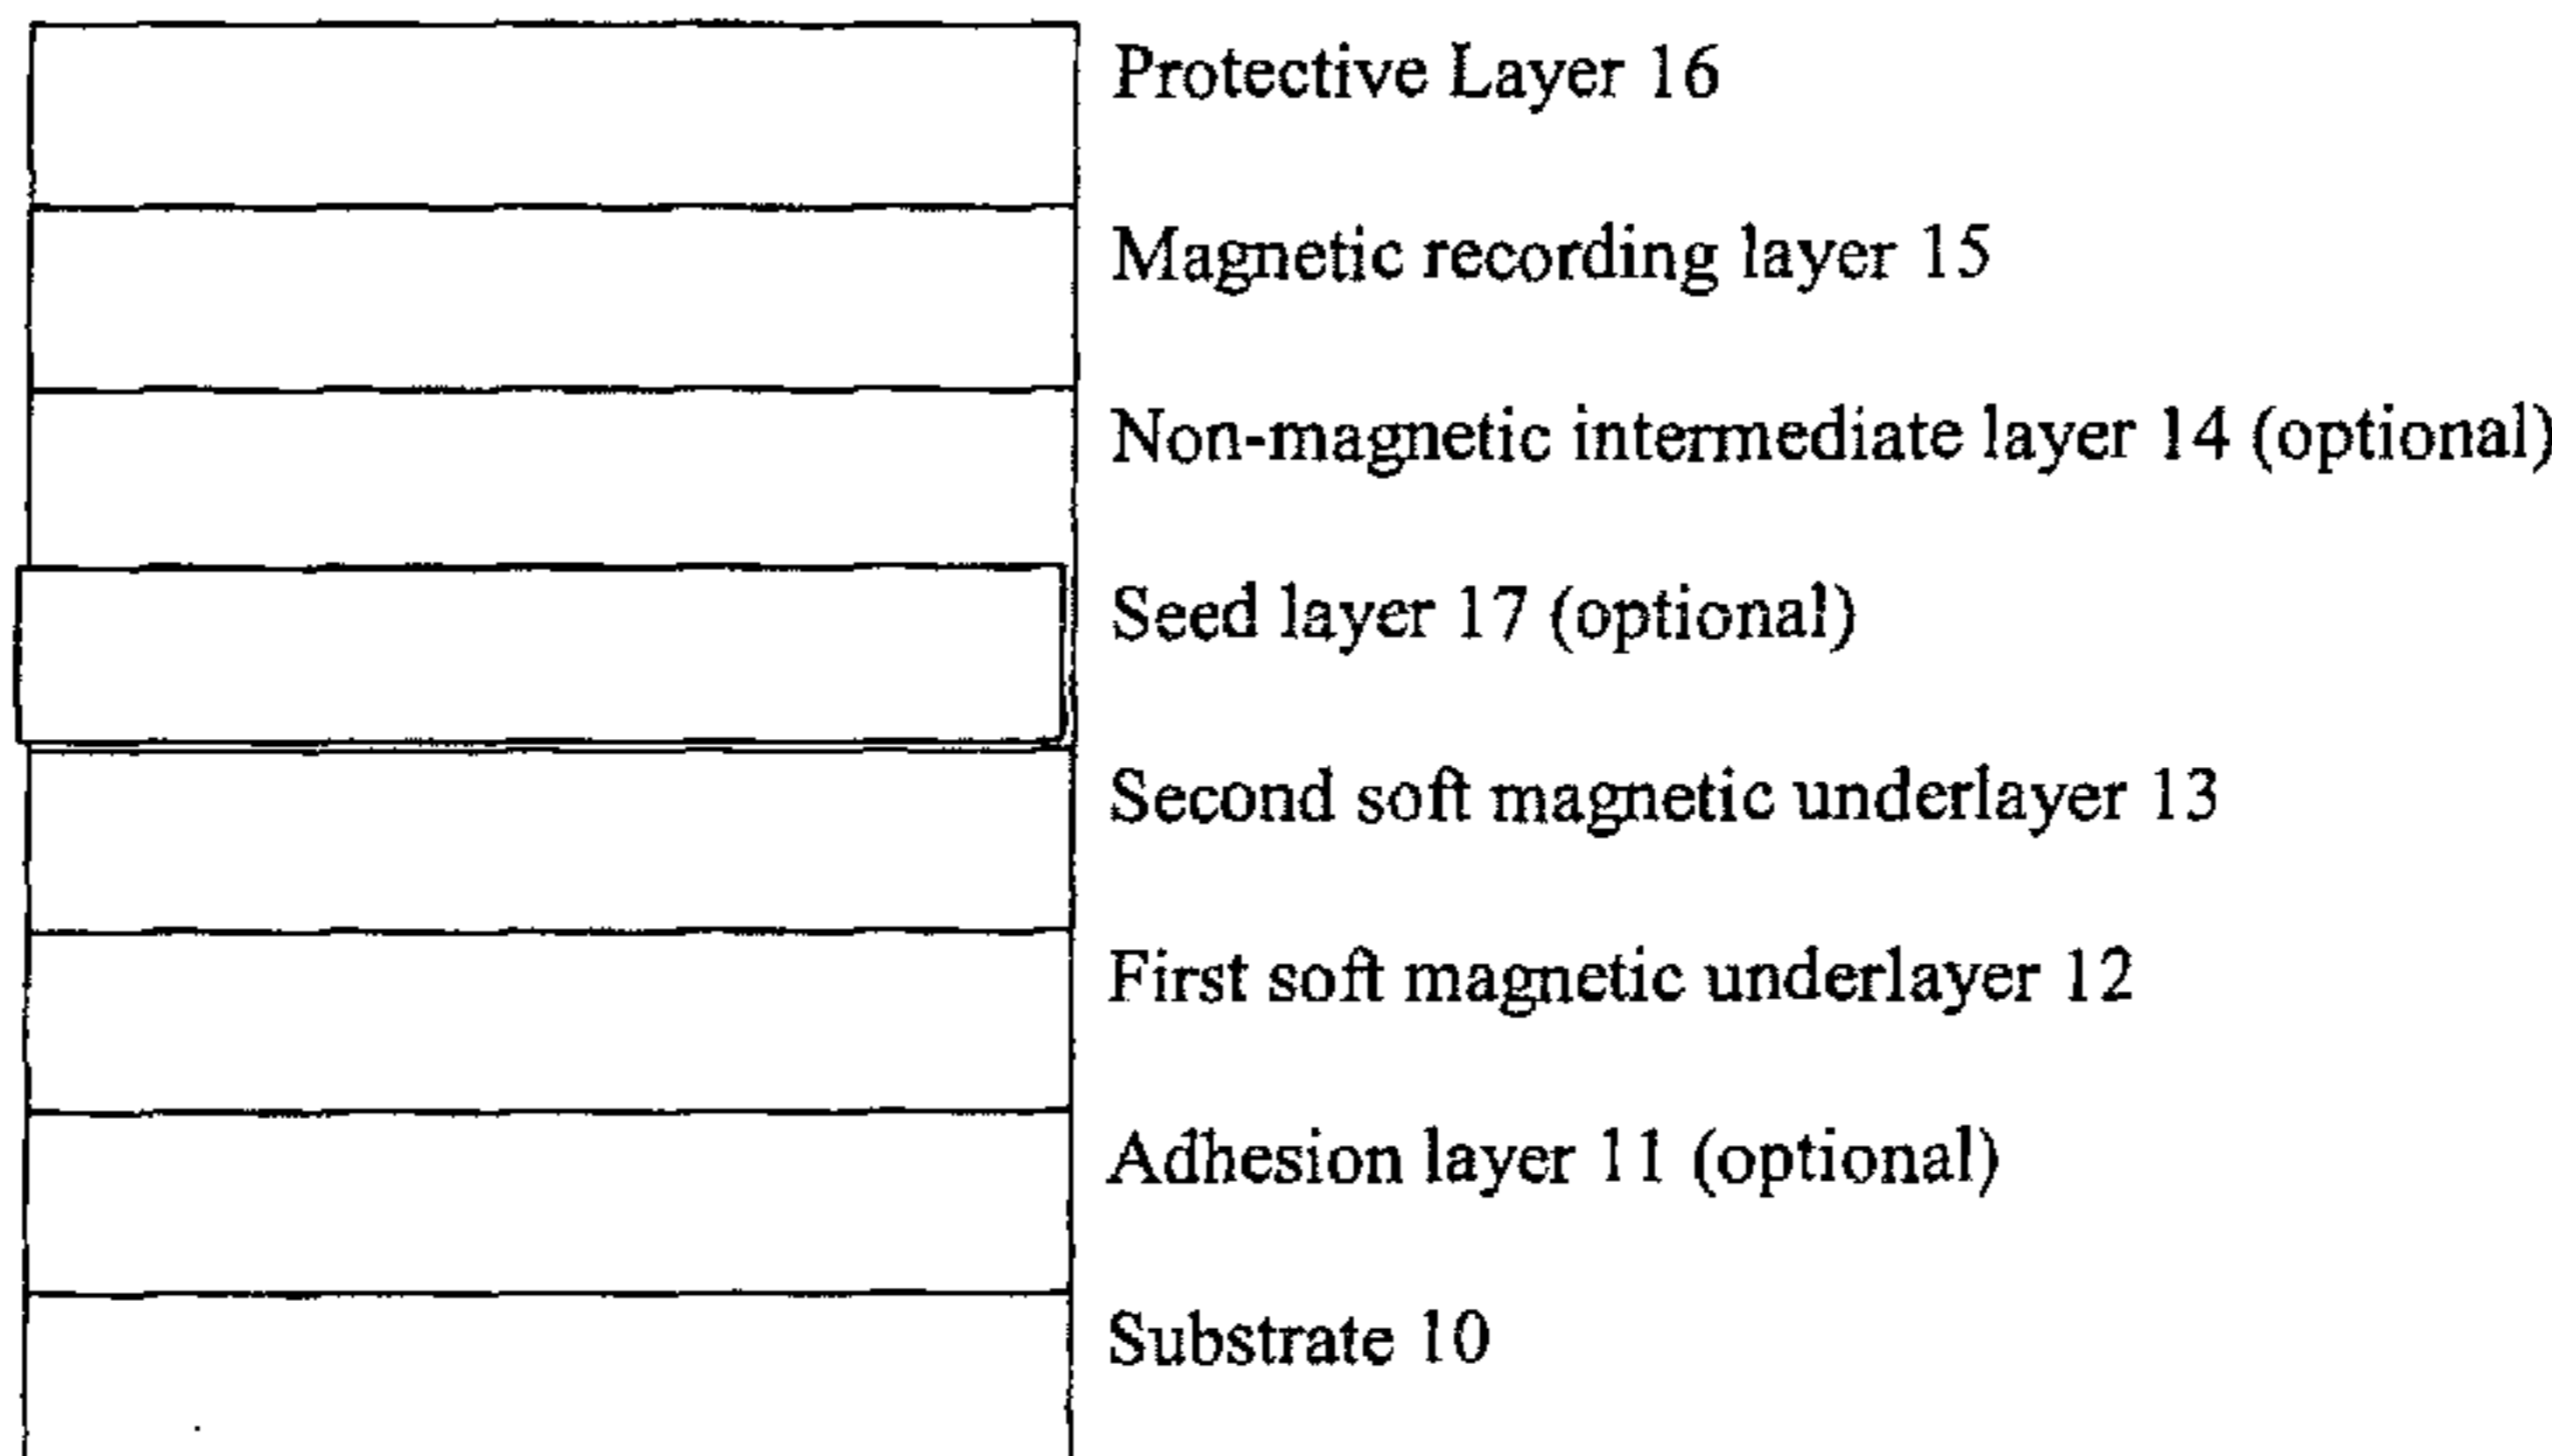 Protective Layer 16
Magnetic recording layer 15
Non-magnetic intermediate layer 14 (optional)
Seed layer 17 (optional)
Second soft magnetic underlayer 13
First soft magnetic underlayer 12
Adhesion layer 11 (optional)
Substrate 10